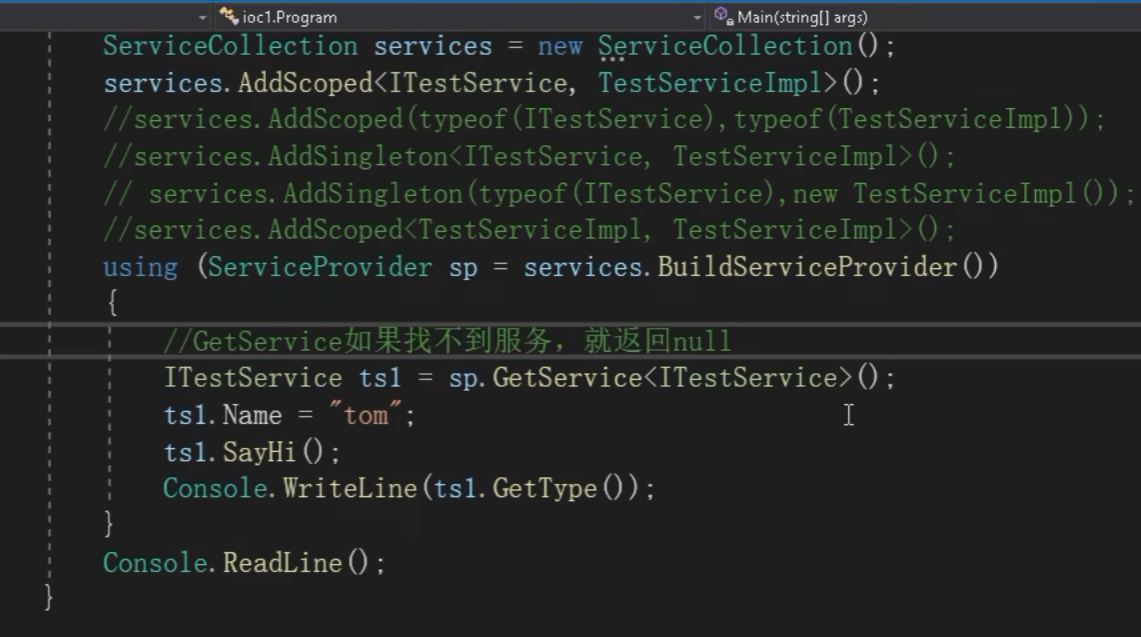 ioc1.Program Main(string[] args)
ServiceCollection services = new ServiceCollection();
services.AddScoped<ITestService, TestServiceImpl>();
//services.AddScoped(typeof(ITestService),typeof(TestServiceImpl));
//services.AddSingleton<ITestService, TestServiceImpl>();
// services.AddSingleton(typeof(ITestService),new TestServiceImpl());
//services.AddScoped<TestServiceImpl, TestServiceImpl>();
using (ServiceProvider sp = services.BuildServiceProvider())
{
//GetService如果找不到服务，就返回null
ITestService ts1 = sp.GetService<ITestService>();
ts1.Name = "tom";
ts1.SayHi();
Console.WriteLine(ts1.GetType());
}
Console.ReadLine();
}